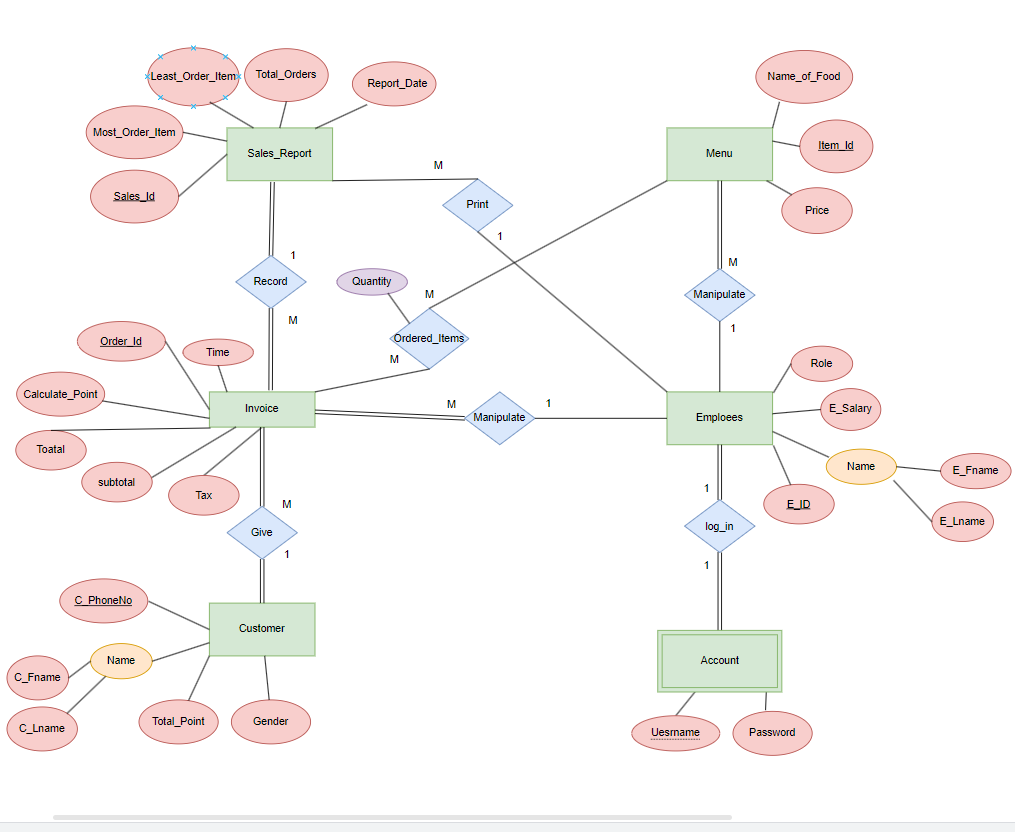 Least_Order_Item
Total_Orders
Report_Date
Name_of_Food
Most_Order_Item
Sales_Report
Menu
Item_Id
Sales_Id
M
Print
Price
1
1
Record
Quantity
M
Manipulate
M
M
1
Order_Id
Time
Ordered_Items
M
Role
Calculate_Point
Invoice
M
Manipulate
1
Emploees
E_Salary
Toatal
subtotal
Tax
Name
E_Fname
E_ID
E_Lname
M
Give
1
1
log_in
1
C_PhoneNo
Customer
Name
C_Fname
C_Lname
Total_Point
Gender
Account
Uesrname
Password